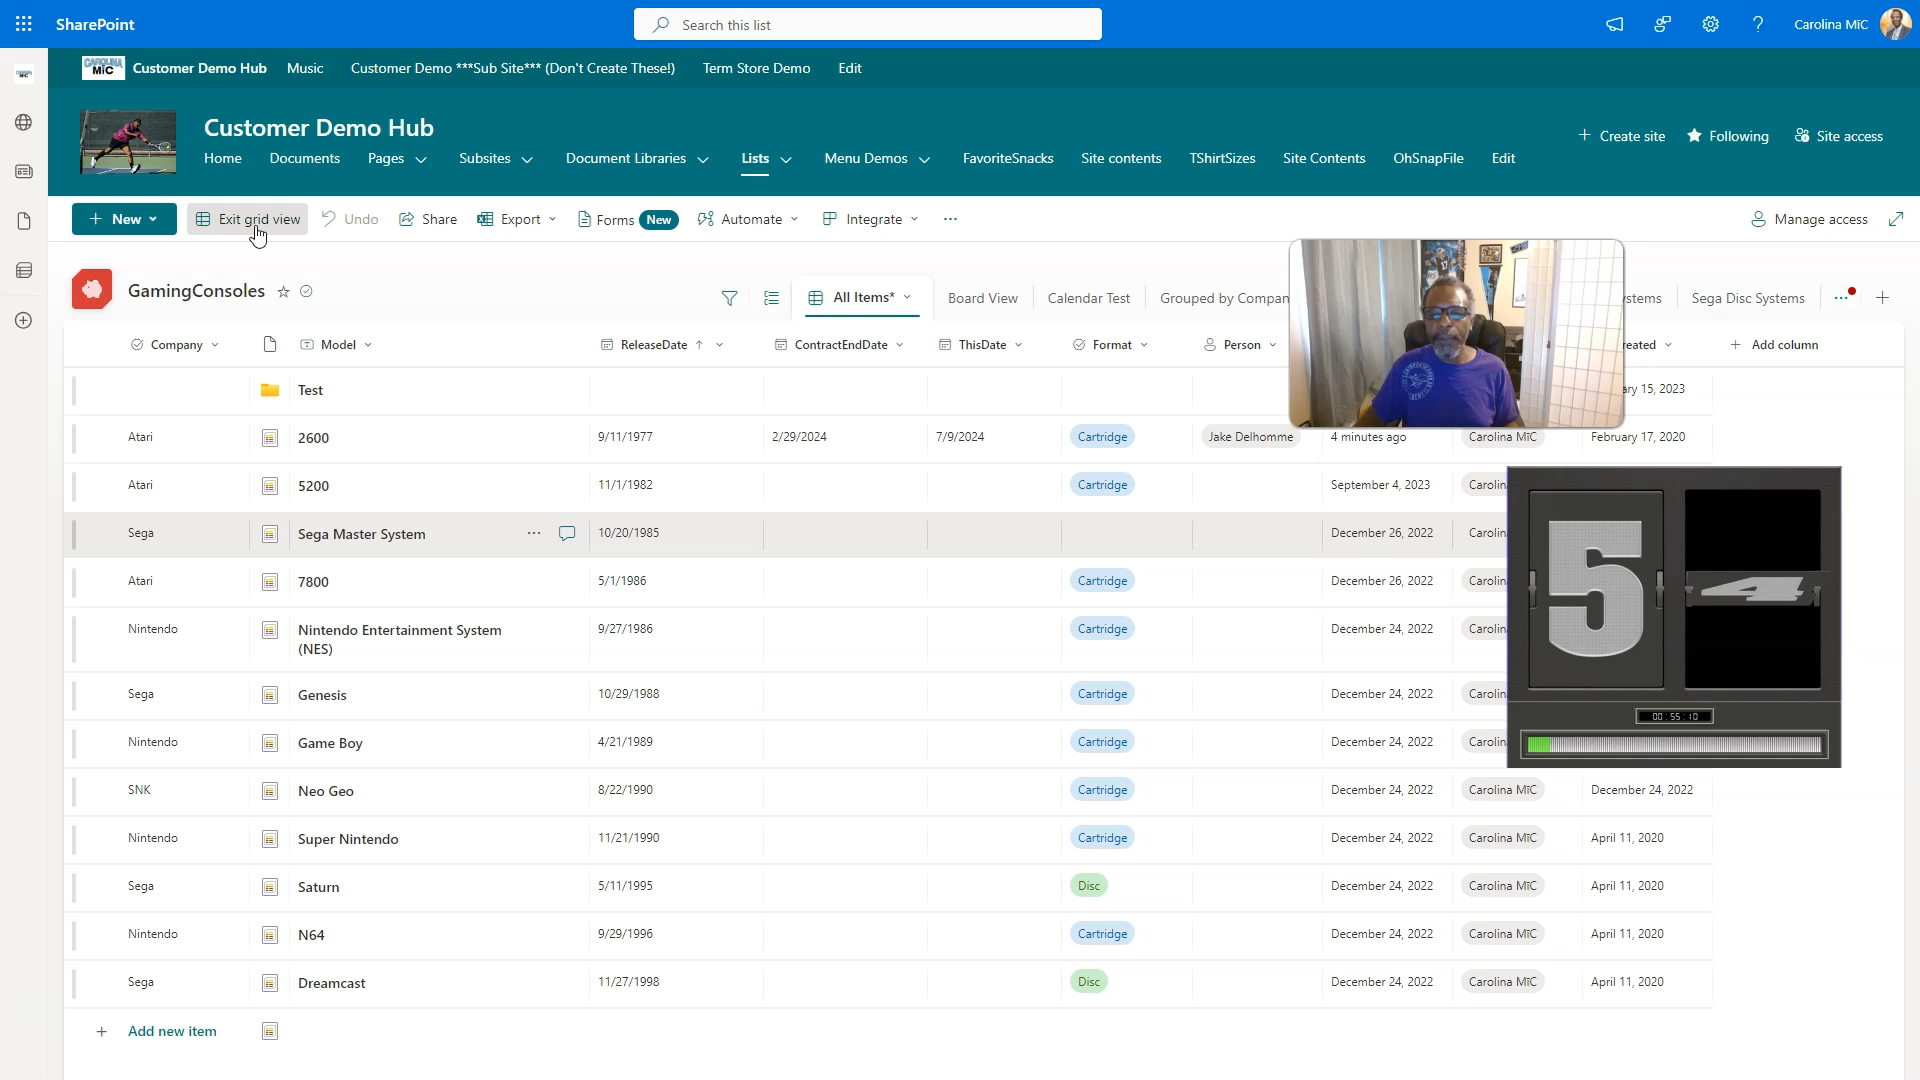 SharePoint
Search this list
Carolina MiC
CAROLINA
MiC
Customer Demo Hub Music Customer Demo ***Sub Site*** (Don't Create These!) Term Store Demo Edit
Customer Demo Hub
Create site Following Site access
Home Documents Pages Subsites Document Libraries Lists Menu Demos FavoriteSnacks Site contents TShirtSizes Site Contents OhSnapFile Edit
New Exit grid view Undo Share Export Forms New Automate Integrate ... Manage access
GamingConsoles
All Items* Board View Calendar Test Grouped by Compan stems Sega Disc Systems ...
Company Model ReleaseDate ContractEndDate ThisDate Format Person reated + Add column
Test ary 15, 2023
Atari 2600 9/11/1977 2/29/2024 7/9/2024 Cartridge Jake Delhomme 4 minutes ago Carolina MiC February 17, 2020
Atari 5200 11/1/1982 Cartridge September 4, 2023 Carolin
Sega Sega Master System ... 10/20/1985 December 26, 2022 Carolin
Atari 7800 5/1/1986 Cartridge December 26, 2022 Carolin
Nintendo Nintendo Entertainment System 9/27/1986 Cartridge December 24, 2022 Carolin
(NES)
Sega Genesis 10/29/1988 Cartridge December 24, 2022 Carolin
Nintendo Game Boy 4/21/1989 Cartridge December 24, 2022 Carolin
SNK Neo Geo 8/22/1990 Cartridge December 24, 2022 Carolina MiC December 24, 2022
Nintendo Super Nintendo 11/21/1990 Cartridge December 24, 2022 Carolina MiC April 11, 2020
Sega Saturn 5/11/1995 Disc December 24, 2022 Carolina MiC April 11, 2020
Nintendo N64 9/29/1996 Cartridge December 24, 2022 Carolina MiC April 11, 2020
Sega Dreamcast 11/27/1998 Disc December 24, 2022 Carolina MiC April 11, 2020
+ Add new item
5 4
00:55:10